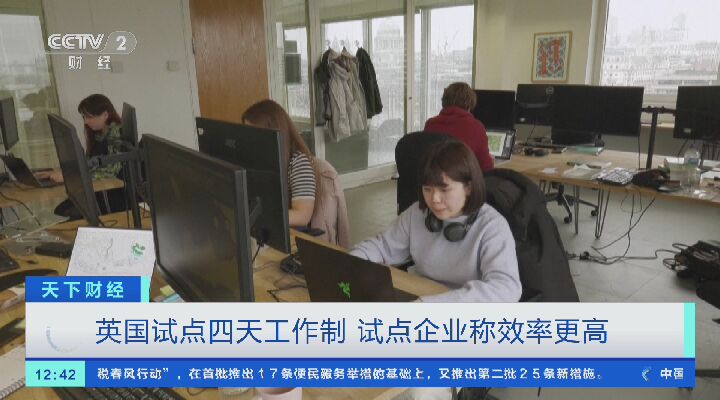 CCTV 2
财经
天下财经
英国试点四天工作制 试点企业称效率更高
12:42 税春风行动”，在首批推出17条便民服务举措的基础上，又推出第二批25条新措施。 中国